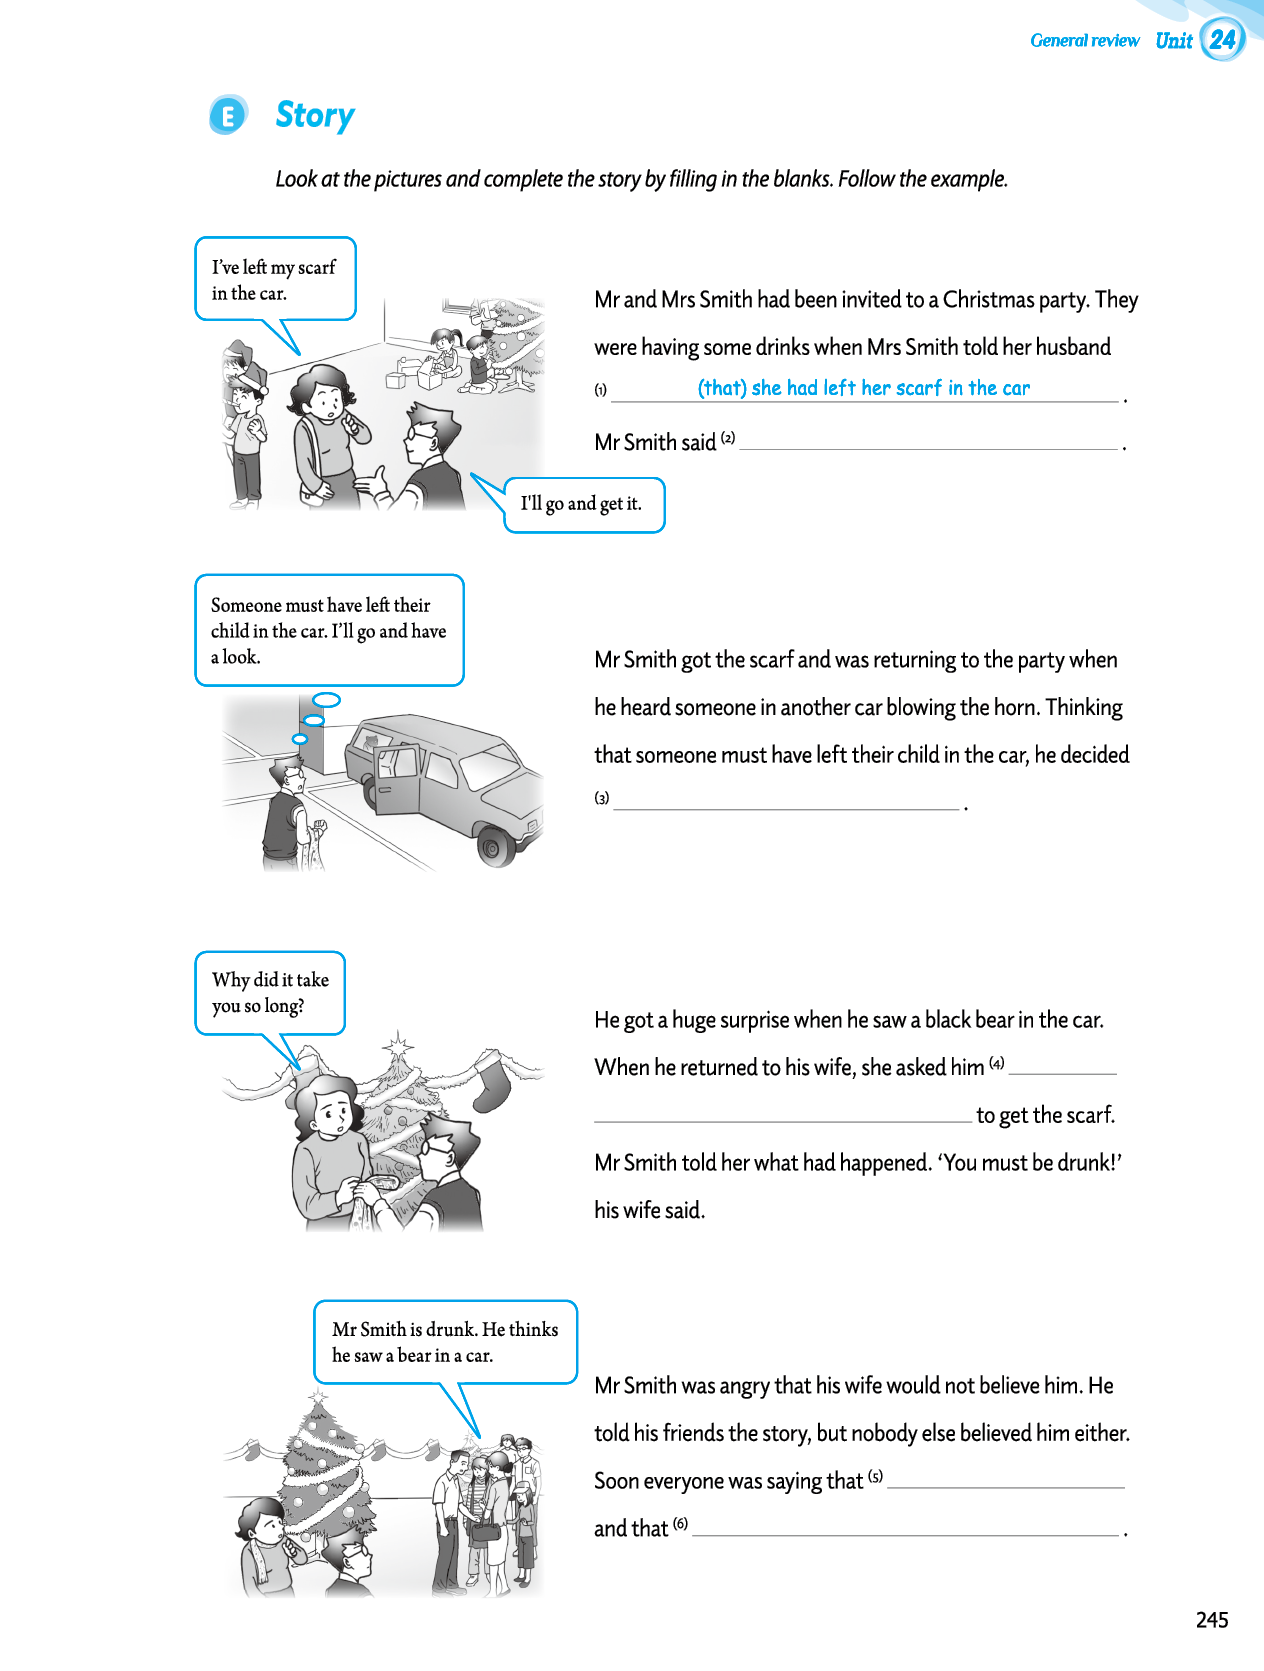 General review Unit 24
E Story
Look at the pictures and complete the story by filling in the blanks. Follow the example.
I've left my scarf
in the car.
Mr and Mrs Smith had been invited to a Christmas party. They
were having some drinks when Mrs Smith told her husband
(1) (that) she had left her scarf in the car .
Mr Smith said (2) .
I'll go and get it.
Someone must have left their
child in the car. I'll go and have
a look.
Mr Smith got the scarf and was returning to the party when
he heard someone in another car blowing the horn. Thinking
that someone must have left their child in the car, he decided
(3) .
Why did it take
you so long?
He got a huge surprise when he saw a black bear in the car.
When he returned to his wife, she asked him (4)
to get the scarf.
Mr Smith told her what had happened. ‘You must be drunk!’
his wife said.
Mr Smith is drunk. He thinks
he saw a bear in a car.
Mr Smith was angry that his wife would not believe him. He
told his friends the story, but nobody else believed him either.
Soon everyone was saying that (5)
and that (6) .
245